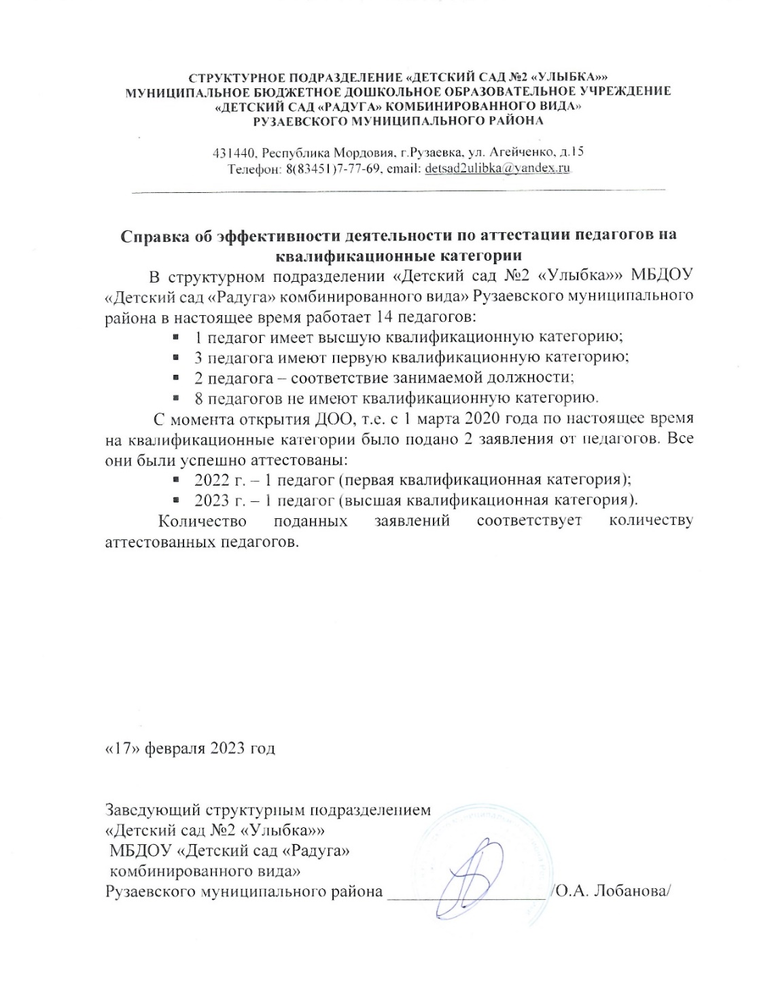 СТРУКТУРНОЕ ПОДРАЗДЕЛЕНИЕ «ДЕТСКИЙ САД №2 «УЛЫБКА»»
МУНИЦИПАЛЬНОЕ БЮДЖЕТНОЕ ДОШКОЛЬНОЕ ОБРАЗОВАТЕЛЬНОЕ УЧРЕЖДЕНИЕ
«ДЕТСКИЙ САД «РАДУГА» КОМБИНИРОВАННОГО ВИДА»
РУЗАЕВСКОГО МУНИЦИПАЛЬНОГО РАЙОНА
431440, Республика Мордовия, г.Рузаевка, ул. Агейченко, д.15
Телефон: 8(83451)7-77-69, email: detsad2ulibka@yandex.ru
Справка об эффективности деятельности по аттестации педагогов на
квалификационные категории
В структурном подразделении «Детский сад №2 «Улыбка»» МБДОУ
«Детский сад «Радуга» комбинированного вида» Рузаевского муниципального
района в настоящее время работает 14 педагогов:
▪ 1 педагог имеет высшую квалификационную категорию;
▪ 3 педагога имеют первую квалификационную категорию;
▪ 2 педагога – соответствие занимаемой должности;
▪ 8 педагогов не имеют квалификационную категорию.
С момента открытия ДОО, т.е. с 1 марта 2020 года по настоящее время
на квалификационные категории было подано 2 заявления от педагогов. Все
они были успешно аттестованы:
▪ 2022 г. – 1 педагог (первая квалификационная категория);
▪ 2023 г. – 1 педагог (высшая квалификационная категория).
Количество поданных заявлений соответствует количеству
аттестованных педагогов.
«17» февраля 2023 год
Заведующий структурным подразделением
«Детский сад №2 «Улыбка»»
МБДОУ «Детский сад «Радуга»
комбинированного вида»
Рузаевского муниципального района __________________ /О.А. Лобанова/